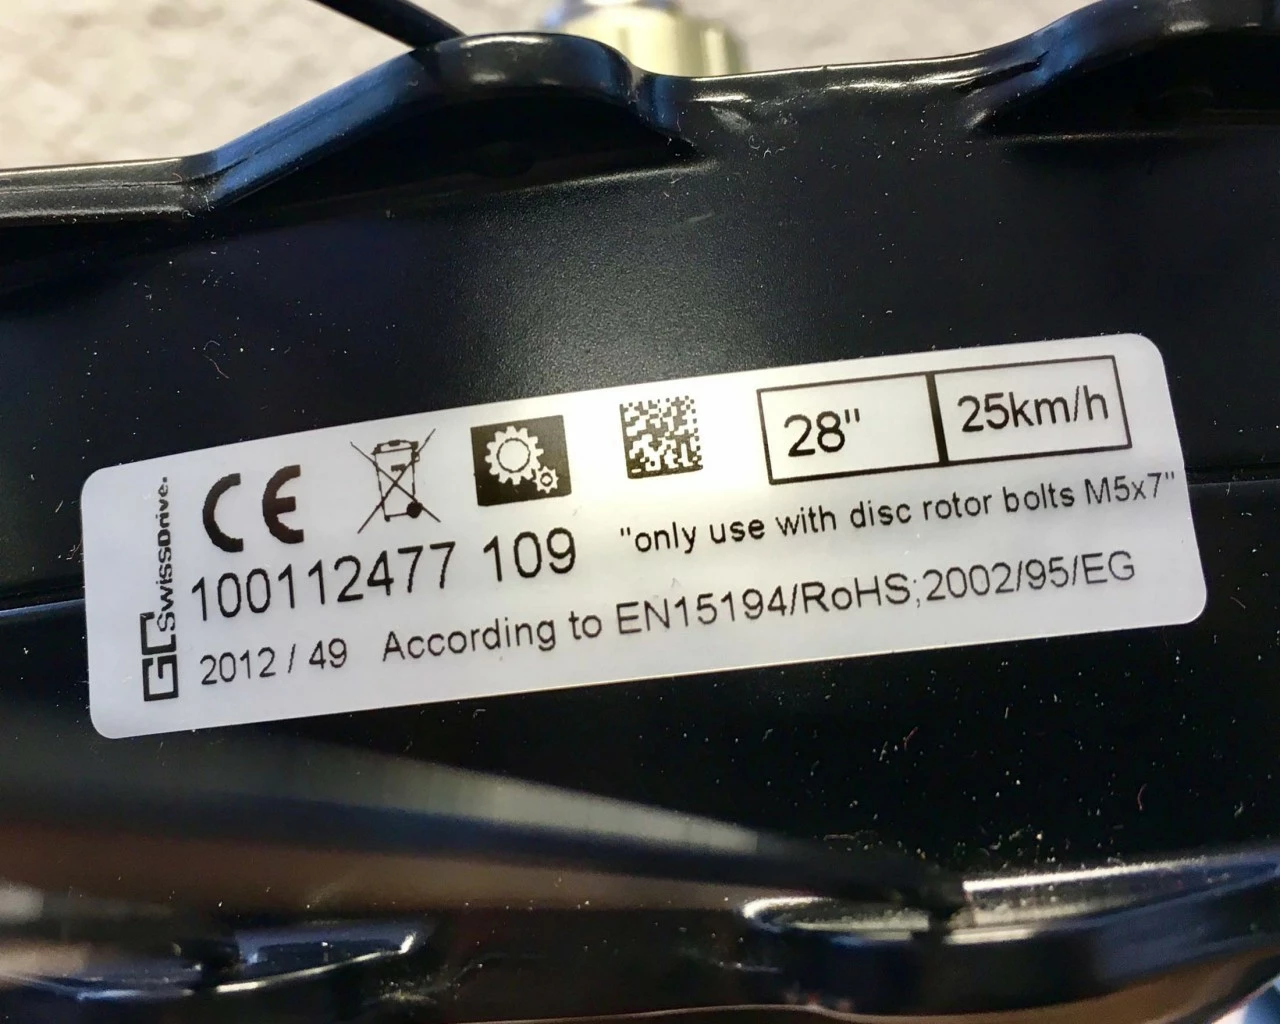 GO SwissDrive.
CE
28" 25km/h
100112477 109
"only use with disc rotor bolts M5x7"
2012 / 49 According to EN15194/RoHS;2002/95/EG